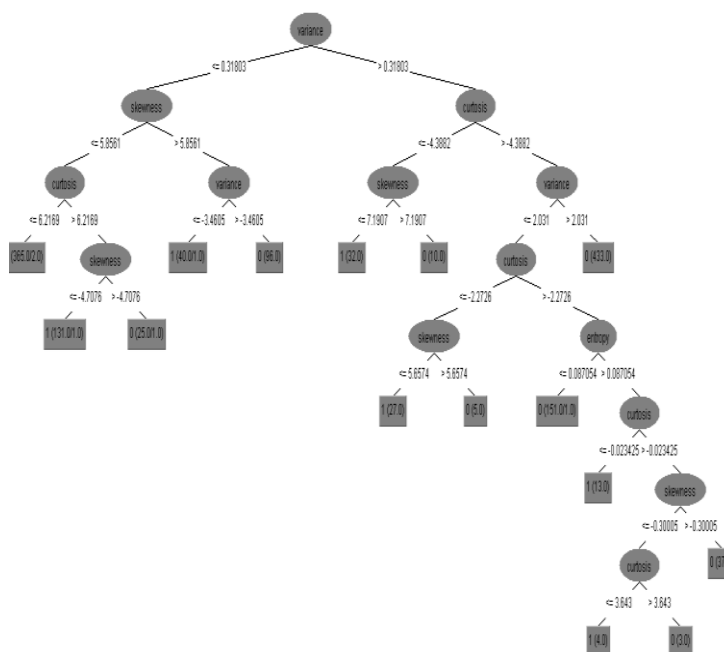 variance
<= 0.31803 > 0.31803
skewness curtosis
<= 5.8561 > 5.8561 <= -4.3882 > -4.3882
curtosis variance skewness variance
<= 6.2169 > 6.2169 <= -3.4605 > -3.4605 <= 7.1907 > 7.1907 <= 2.031 > 2.031
(365.0/2.0) skewness 1 (40.0/1.0) 0 (96.0) 1 (32.0) 0 (10.0) curtosis 0 (433.0)
<= -4.7076 > -4.7076 <= -2.2726 > -2.2726
1 (131.0/1.0) 0 (25.0/1.0) skewness entropy
<= 5.6574 > 5.6574 <= 0.087054 > 0.087054
1 (27.0) 0 (5.0) 0 (151.0/1.0) curtosis
<= -0.023425 > -0.023425
1 (13.0) skewness
<= -0.30005 > -0.30005
curtosis 0 (37
<= 3.643 > 3.643
1 (4.0) 0 (3.0)